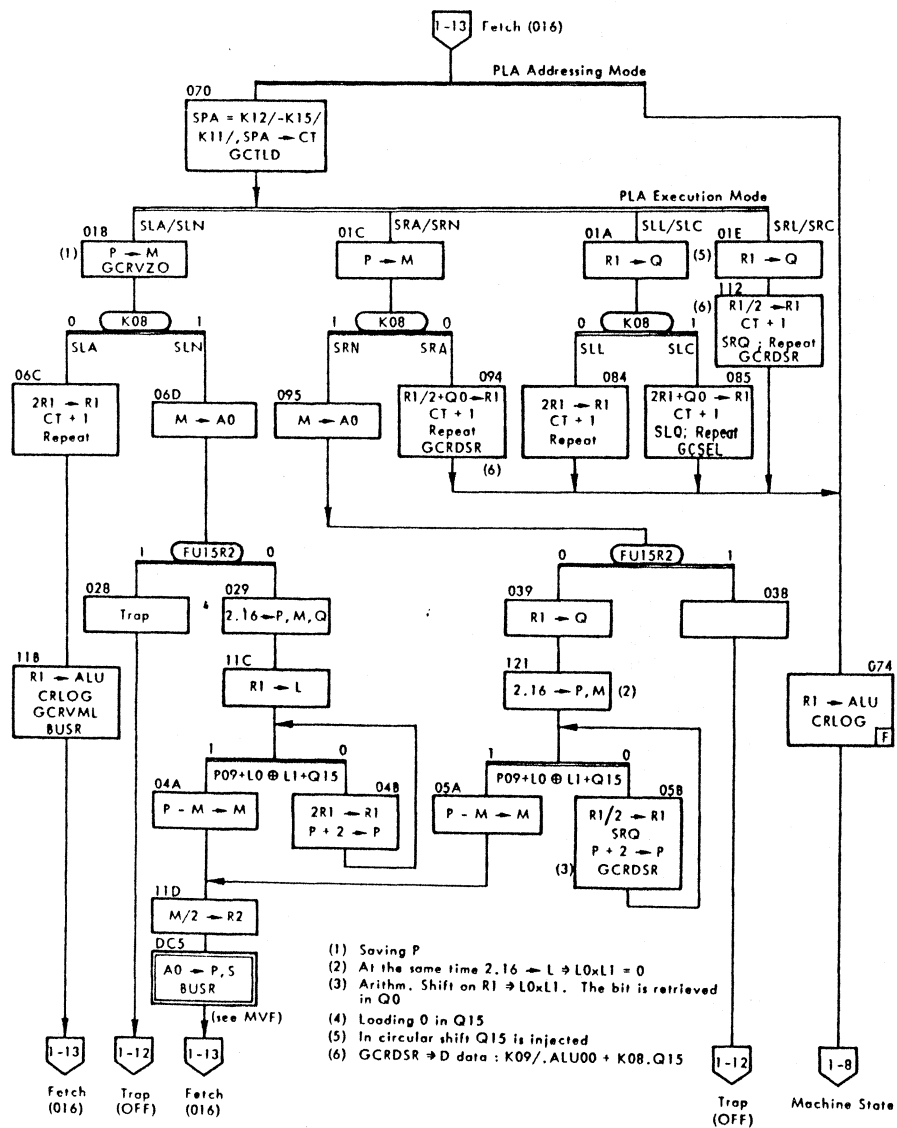 1-13 Fetch (016)
PLA Addressing Mode
070
SPA = K12/-K15/
K11/, SPA → CT
GCTLD
PLA Execution Mode
SLA/SLN
SRA/SRN
SLL/SLC
SRL/SRC
018
(1)
P → M
GCRVZO
01C
P → M
01A
R1 → Q
01E
(5)
R1 → Q
112
(6)
R1/2 → R1
CT + 1
SRQ ; Repeat
GCRDSR
0 K08 1
SLA SLN
1 K08 0
SRN SRA
0 K08 1
SLL SLC
06C
2R1 → R1
CT + 1
Repeat
06D
M → A0
095
M → A0
094
R1/2+Q0 → R1
CT + 1
Repeat
GCRDSR
(6)
084
2R1 → R1
CT + 1
Repeat
085
2R1+Q0 → R1
CT + 1
SLQ; Repeat
GCSEL
1 FU15R2 0
0 FU15R2 1
028
Trap
4
029
2.16 → P, M, Q
039
R1 → Q
038
11B
R1 → ALU
CRLOG
GCRVML
BUSR
11C
R1 → L
121
2.16 → P, M (2)
074
R1 → ALU
CRLOG
F
1 0
P09+L0 ⊕ L1+Q15
1 0
P09+L0 ⊕ L1+Q15
04A
P - M → M
04B
2R1 → R1
P + 2 → P
05A
P - M → M
05B
R1/2 → R1
SRQ
P + 2 → P
(3) GCRDSR
11D
M/2 → R2
DC5
A0 → P, S
BUSR
(see MVF)
(1) Saving P
(2) At the same time 2.16 → L ⇒ L0xL1 = 0
(3) Arithm. Shift on R1 ⇒ L0xL1. The bit is retrieved
in Q0
(4) Loading 0 in Q15
(5) In circular shift Q15 is injected
(6) GCRDSR ⇒ D data : K09/.ALU00 + K08.Q15
1-13
Fetch
(016)
1-12
Trap
(OFF)
1-13
Fetch
(016)
1-12
Trap
(OFF)
1-8
Machine State